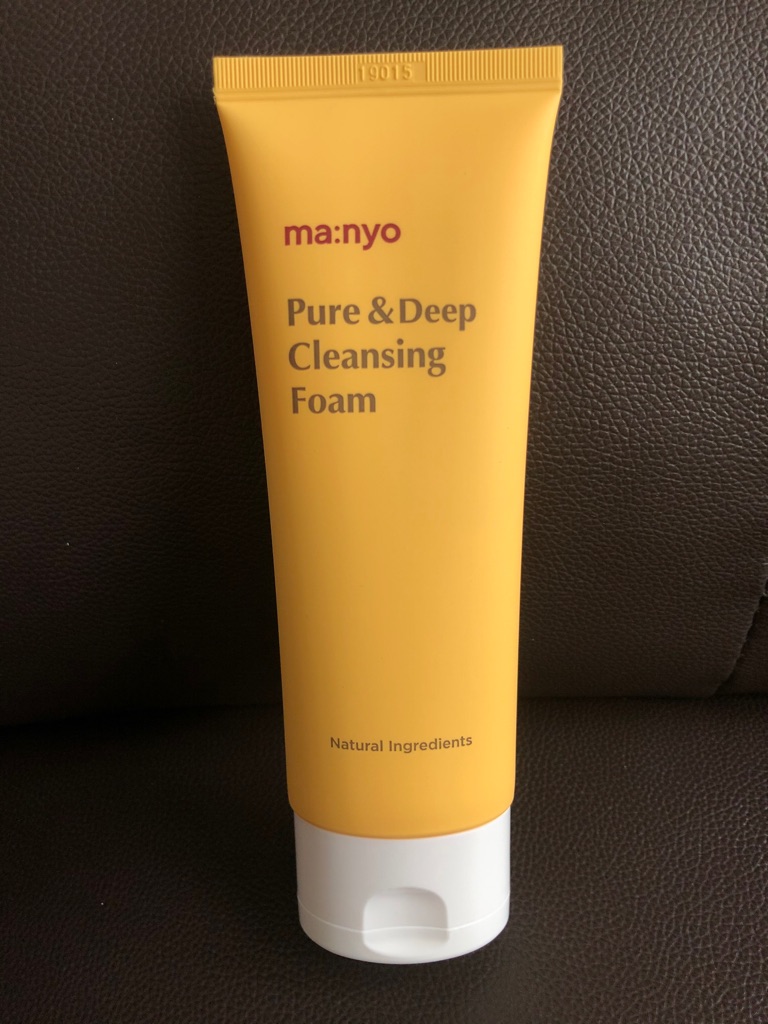 19015
ma:nyo
Pure & Deep
Cleansing
Foam
Natural Ingredients